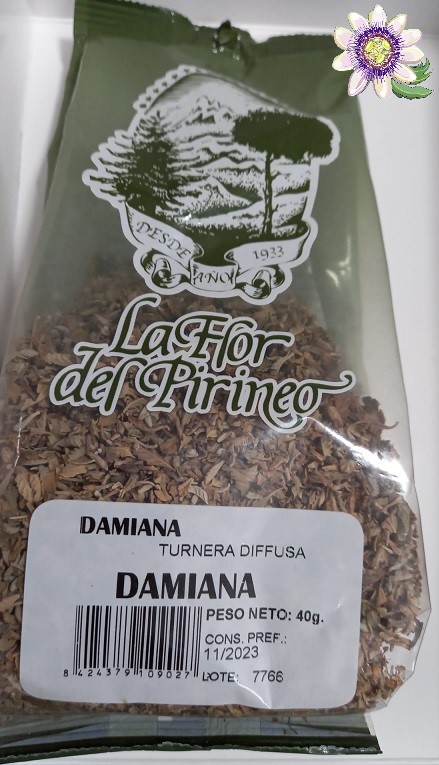 DESDE
AÑO
1933
La Flor
del Pirineo
DAMIANA
TURNERA DIFFUSA
DAMIANA
PESO NETO: 40g.
CONS. PREF.:
11/2023
8 424379 109027
LOTE: 7766